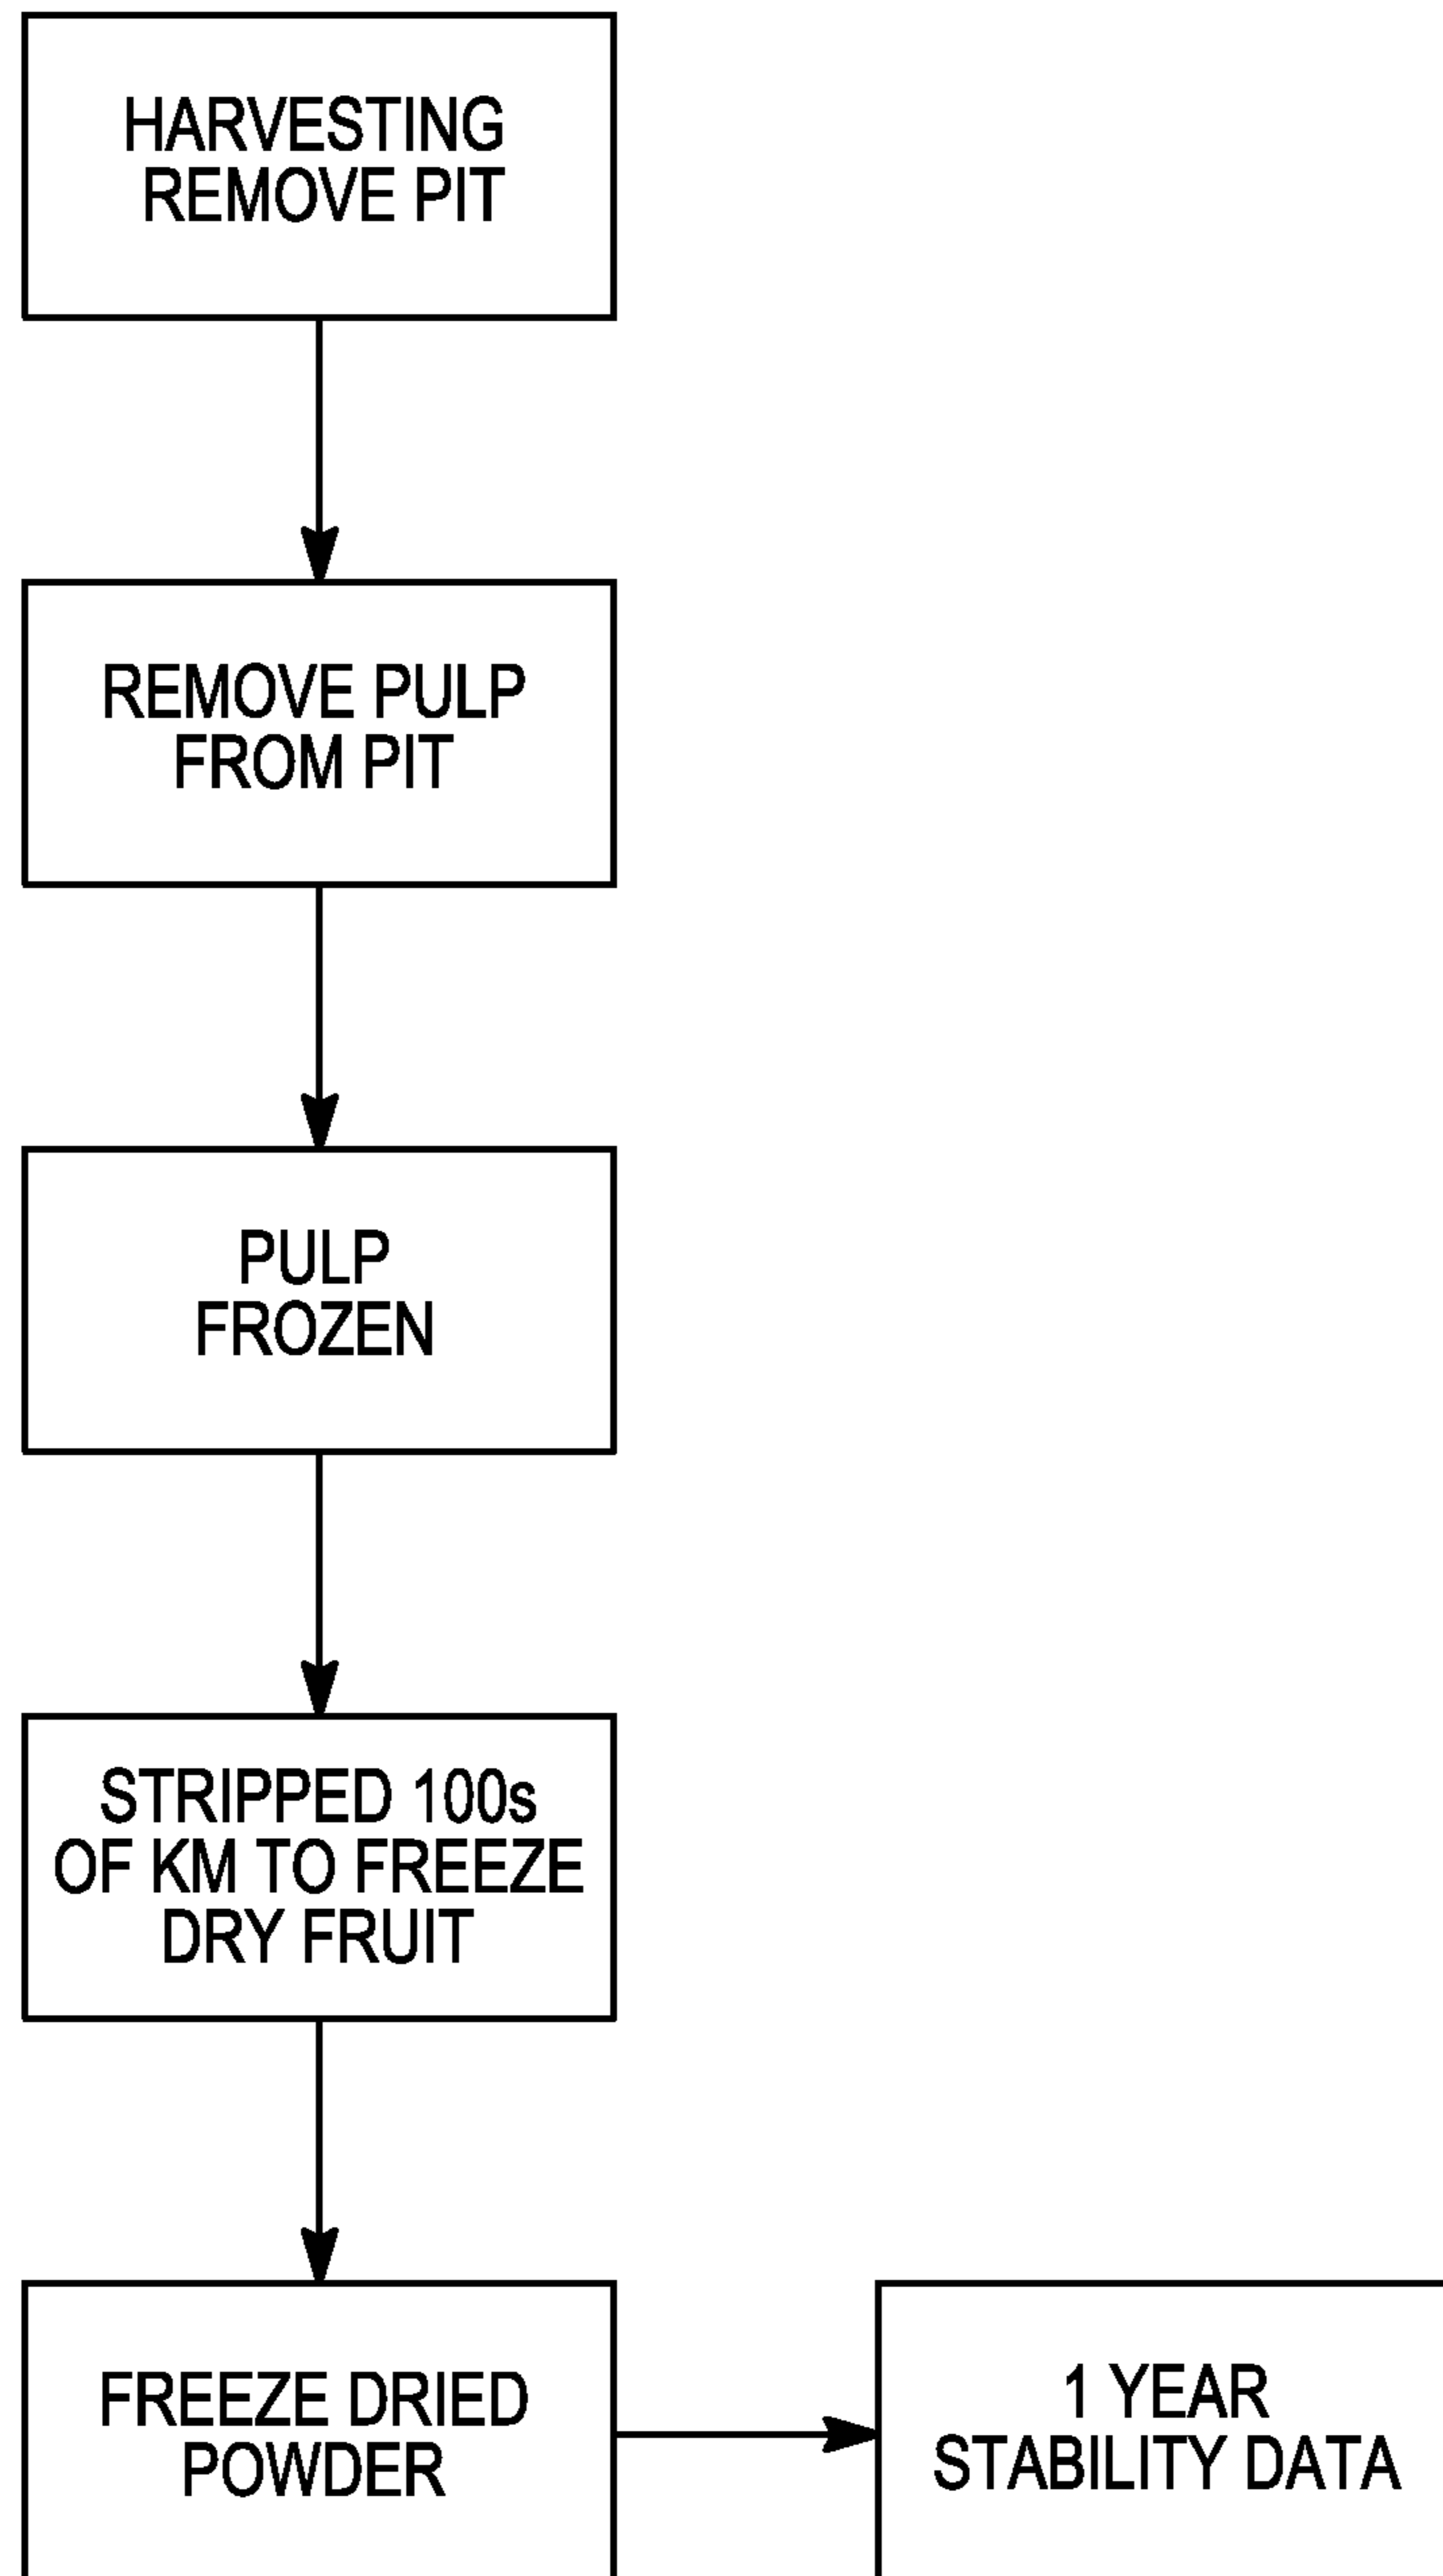 HARVESTING
REMOVE PIT
REMOVE PULP
FROM PIT
PULP
FROZEN
STRIPPED 100s
OF KM TO FREEZE
DRY FRUIT
FREEZE DRIED
POWDER
1 YEAR
STABILITY DATA